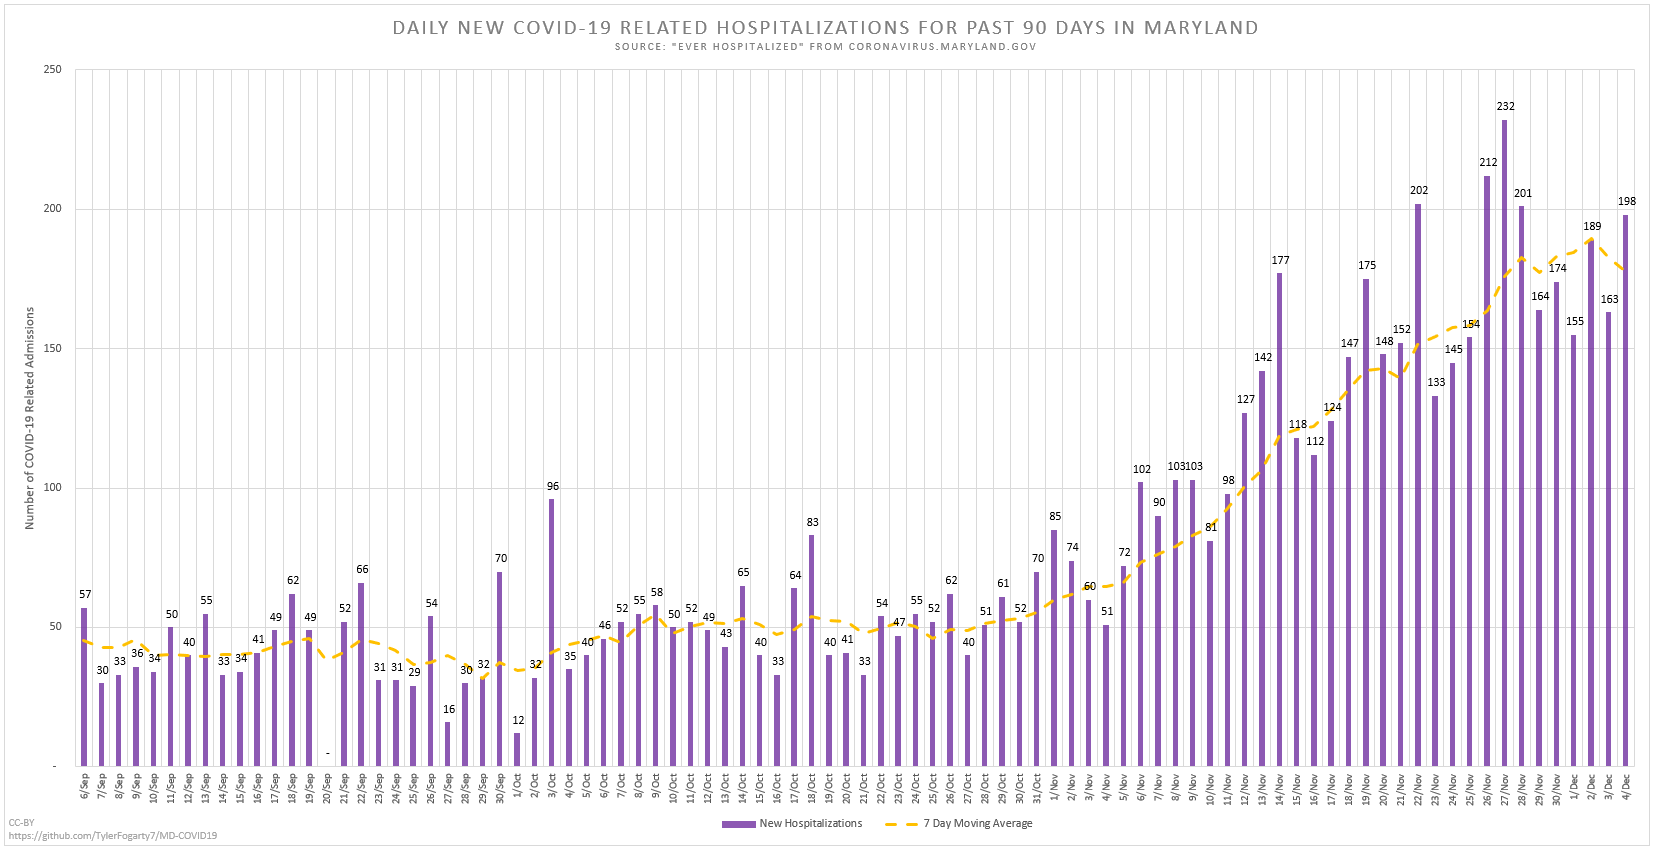 DAILY NEW COVID-19 RELATED HOSPITALIZATIONS FOR PAST 90 DAYS IN MARYLAND
SOURCE: "EVER HOSPITALIZED" FROM CORONAVIRUS.MARYLAND.GOV
Number of COVID-19 Related Admissions
250
200
150
100
50
-
57
30
33
36
34
50
40
55
33
34
41
49
62
49
-
52
66
31
31
29
54
16
30
32
70
12
32
96
35
40
46
52
55
58
50
52
49
43
65
40
33
64
83
40
41
33
54
47
55
52
62
40
51
61
52
70
85
74
60
51
72
102
90
103
103
81
98
127
142
177
118
112
124
147
175
148
152
202
133
145
154
212
232
201
164
174
155
189
163
198
6/Sep
7/Sep
8/Sep
9/Sep
10/Sep
11/Sep
12/Sep
13/Sep
14/Sep
15/Sep
16/Sep
17/Sep
18/Sep
19/Sep
20/Sep
21/Sep
22/Sep
23/Sep
24/Sep
25/Sep
26/Sep
27/Sep
28/Sep
29/Sep
30/Sep
1/Oct
2/Oct
3/Oct
4/Oct
5/Oct
6/Oct
7/Oct
8/Oct
9/Oct
10/Oct
11/Oct
12/Oct
13/Oct
14/Oct
15/Oct
16/Oct
17/Oct
18/Oct
19/Oct
20/Oct
21/Oct
22/Oct
23/Oct
24/Oct
25/Oct
26/Oct
27/Oct
28/Oct
29/Oct
30/Oct
31/Oct
1/Nov
2/Nov
3/Nov
4/Nov
5/Nov
6/Nov
7/Nov
8/Nov
9/Nov
10/Nov
11/Nov
12/Nov
13/Nov
14/Nov
15/Nov
16/Nov
17/Nov
18/Nov
19/Nov
20/Nov
21/Nov
22/Nov
23/Nov
24/Nov
25/Nov
26/Nov
27/Nov
28/Nov
29/Nov
30/Nov
1/Dec
2/Dec
3/Dec
4/Dec
New Hospitalizations
7 Day Moving Average
CC-BY
https://github.com/TylerFogarty7/MD-COVID19